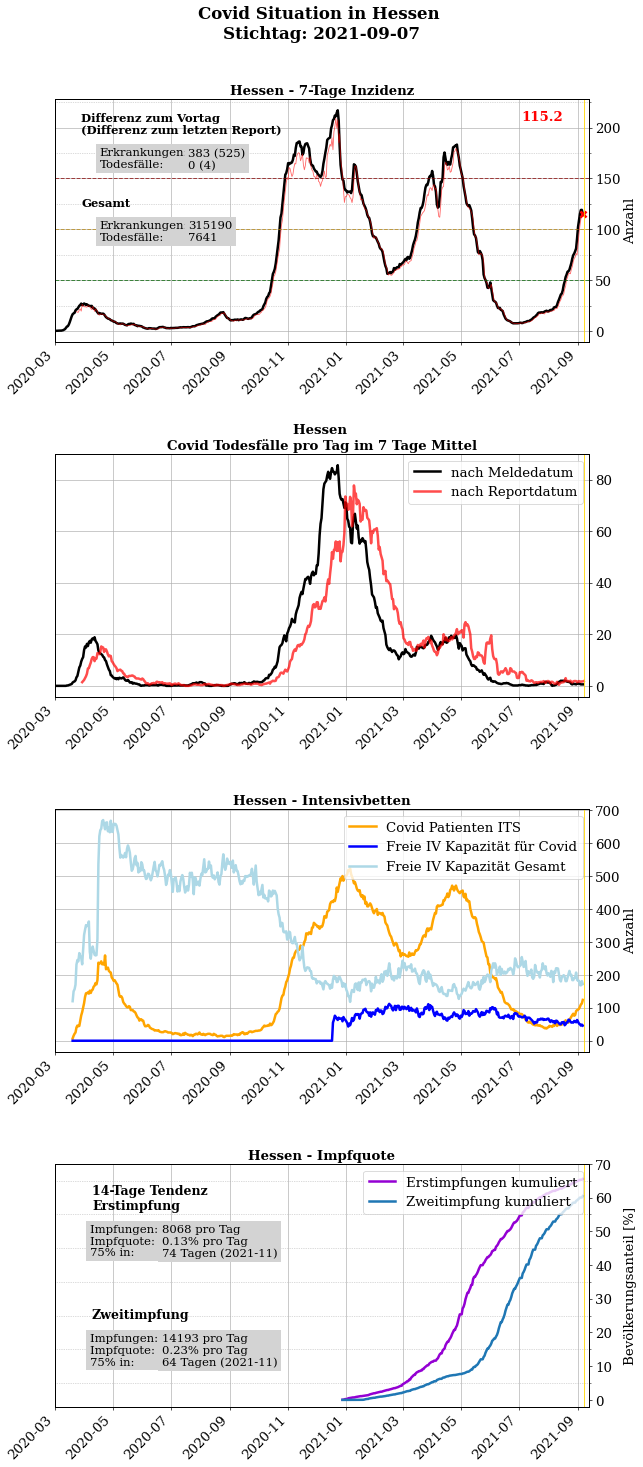 Covid Situation in Hessen
Stichtag: 2021-09-07
Hessen - 7-Tage Inzidenz
Differenz zum Vortag
(Differenz zum letzten Report)
Erkrankungen 383 (525)
Todesfälle: 0 (4)
Gesamt
Erkrankungen 315190
Todesfälle: 7641
115.2
200
150
100
50
0
Anzahl
2020-03
2020-05
2020-07
2020-09
2020-11
2021-01
2021-03
2021-05
2021-07
2021-09
Hessen
Covid Todesfälle pro Tag im 7 Tage Mittel
nach Meldedatum
nach Reportdatum
80
60
40
20
0
2020-03
2020-05
2020-07
2020-09
2020-11
2021-01
2021-03
2021-05
2021-07
2021-09
Hessen - Intensivbetten
Covid Patienten ITS
Freie IV Kapazität für Covid
Freie IV Kapazität Gesamt
700
600
500
400
300
200
100
0
Anzahl
2020-03
2020-05
2020-07
2020-09
2020-11
2021-01
2021-03
2021-05
2021-07
2021-09
Hessen - Impfquote
14-Tage Tendenz
Erstimpfung
Impfungen: 8068 pro Tag
Impfquote: 0.13% pro Tag
75% in: 74 Tagen (2021-11)
Zweitimpfung
Impfungen: 14193 pro Tag
Impfquote: 0.23% pro Tag
75% in: 64 Tagen (2021-11)
Erstimpfungen kumuliert
Zweitimpfung kumuliert
70
60
50
40
30
20
10
0
Bevölkerungsanteil [%]
2020-03
2020-05
2020-07
2020-09
2020-11
2021-01
2021-03
2021-05
2021-07
2021-09